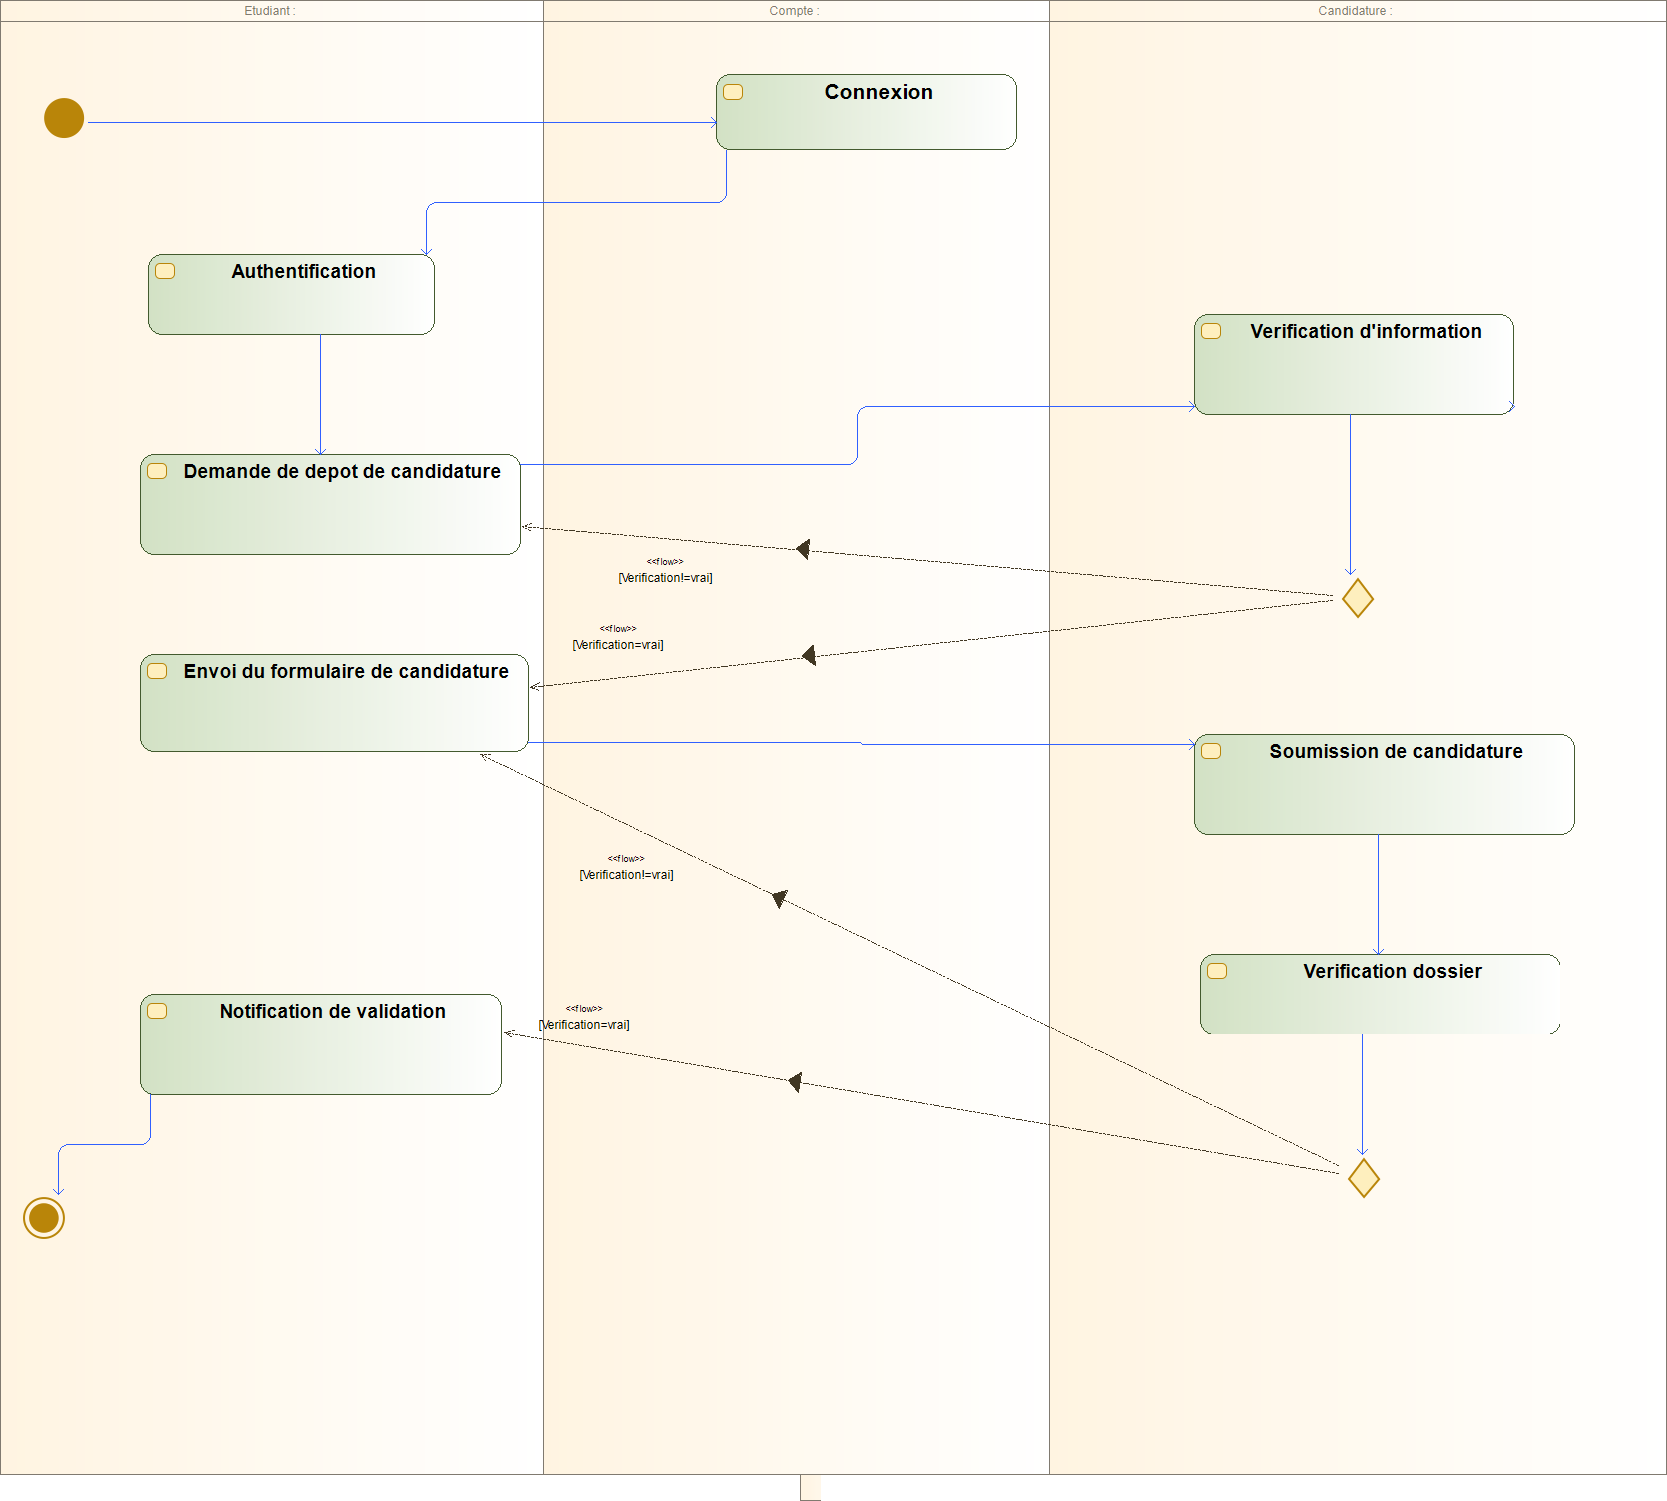 Etudiant :
Compte :
Candidature :
Connexion
Authentification
Verification d'information
Demande de depot de candidature
<<flow>>
[Verification!=vrai]
<<flow>>
[Verification=vrai]
Envoi du formulaire de candidature
Soumission de candidature
<<flow>>
[Verification!=vrai]
Verification dossier
Notification de validation
<<flow>>
[Verification=vrai]